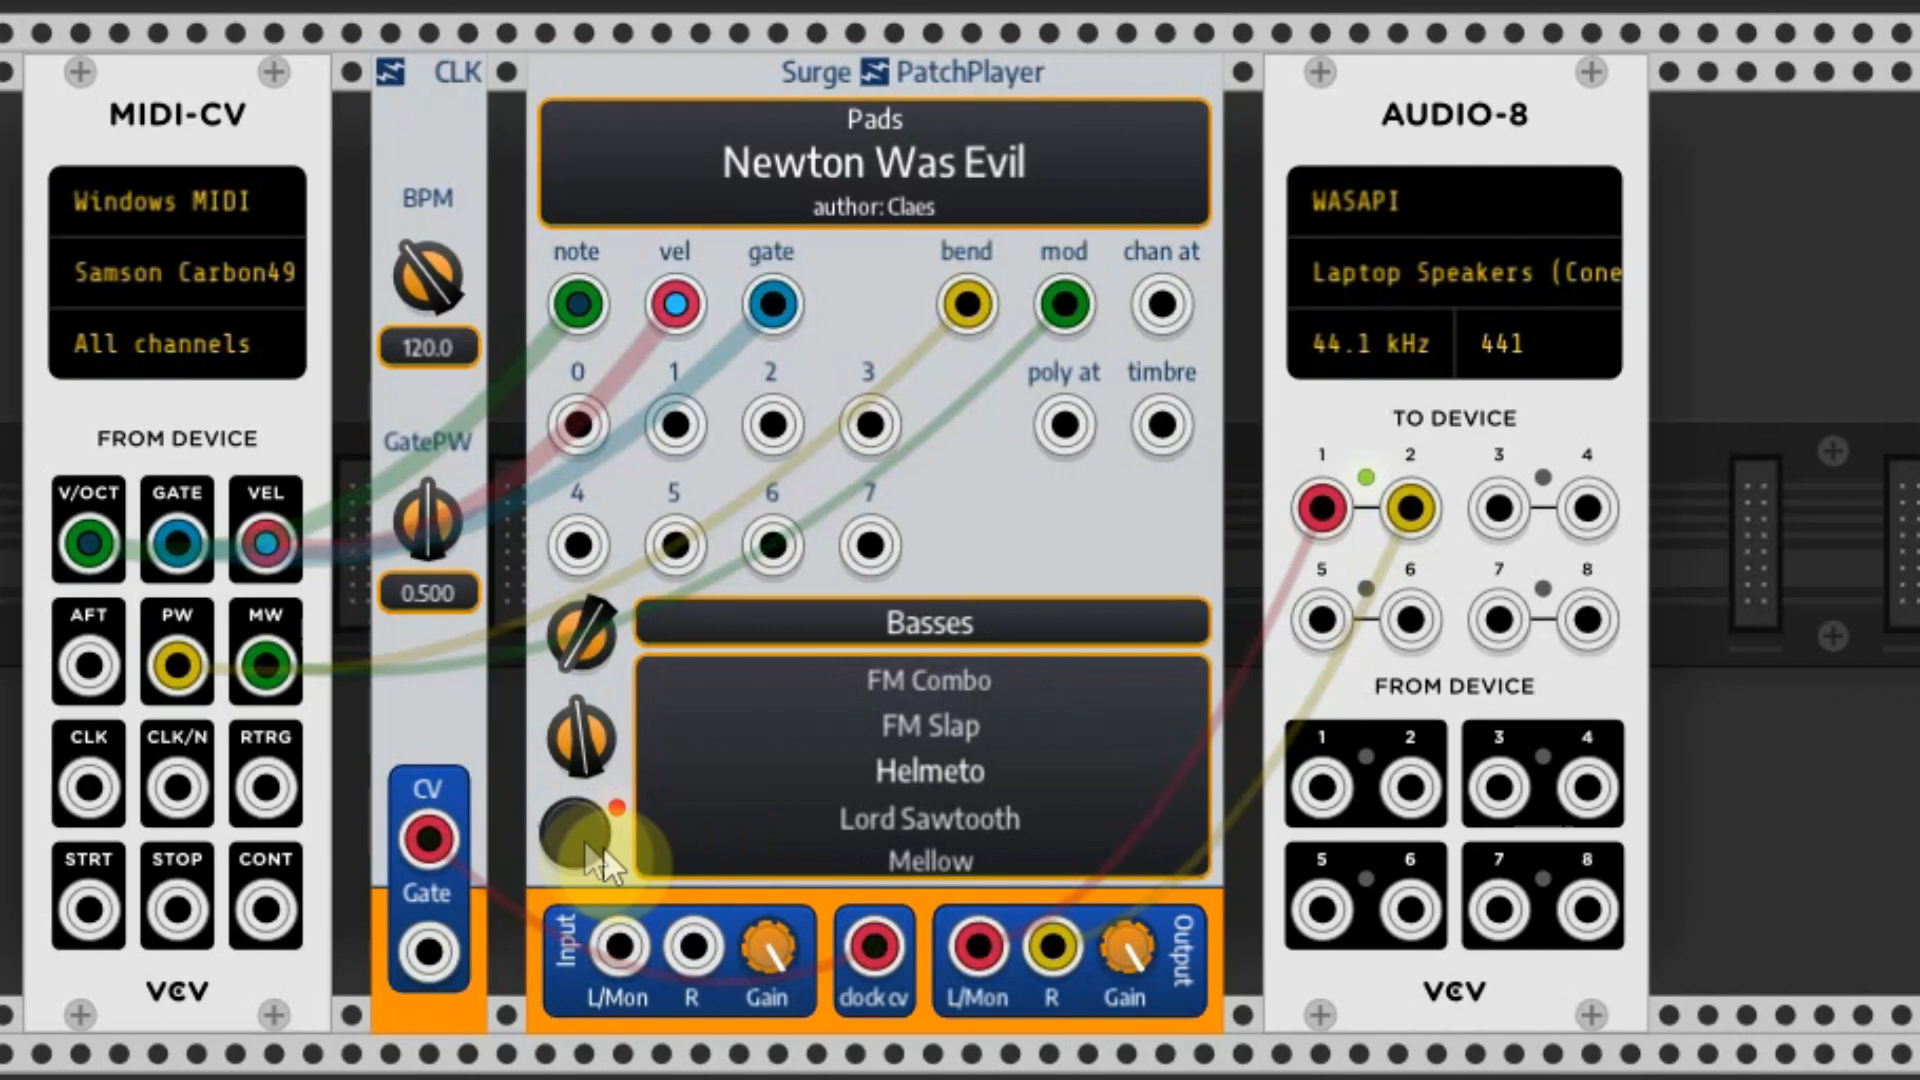 MIDI-CV
Windows MIDI
Samson Carbon49
All channels
FROM DEVICE
V/OCT GATE VEL
AFT PW MW
CLK CLK/N RTRG
STRT STOP CONT
VCV
CLK
BPM
120.0
GatePW
0.500
CV
Gate
Surge PatchPlayer
Pads
Newton Was Evil
author: Claes
note vel gate bend mod chan at
0 1 2 3 poly at timbre
4 5 6 7
Basses
FM Combo
FM Slap
Helmeto
Lord Sawtooth
Mellow
Input
L/Mon R Gain
clock cv
L/Mon R Gain
Output
AUDIO-8
WASAPI
Laptop Speakers (Cone
44.1 kHz 441
TO DEVICE
1 2 3 4
5 6 7 8
FROM DEVICE
1 2 3 4
5 6 7 8
VCV